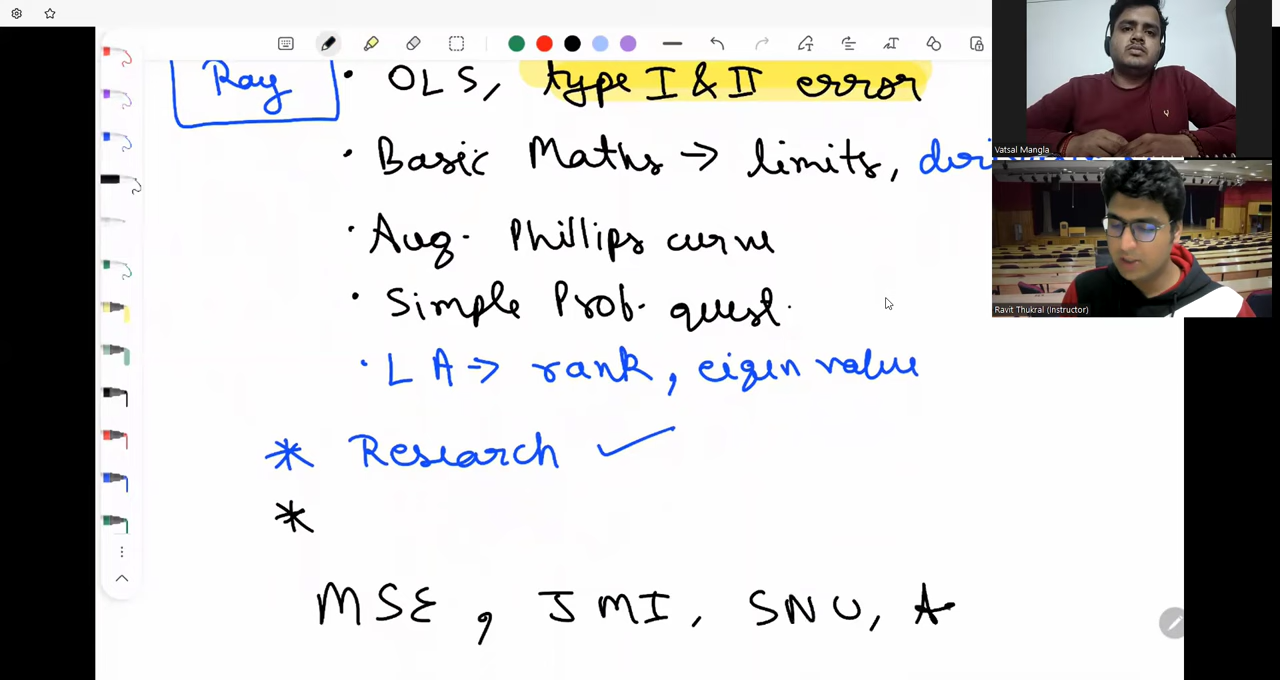 Ray
• OLS, type I & II error
• Basic Maths → limits,
• Aug. Phillips curve
• Simple Prob. quest.
• LA → rank, eigen value
* Research ✓
*
MSE, JMI, SNU, A
Vatsal Mangla
Ravit Thukral (Instructor)